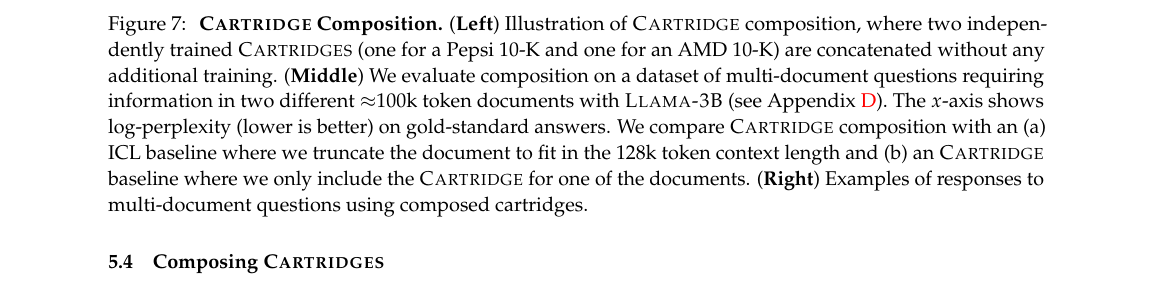 Figure 7: CARTRIDGE Composition. (Left) Illustration of CARTRIDGE composition, where two indepen-
dently trained CARTRIDGES (one for a Pepsi 10-K and one for an AMD 10-K) are concatenated without any
additional training. (Middle) We evaluate composition on a dataset of multi-document questions requiring
information in two different ≈100k token documents with LLAMA-3B (see Appendix D). The x-axis shows
log-perplexity (lower is better) on gold-standard answers. We compare CARTRIDGE composition with an (a)
ICL baseline where we truncate the document to fit in the 128k token context length and (b) an CARTRIDGE
baseline where we only include the CARTRIDGE for one of the documents. (Right) Examples of responses to
multi-document questions using composed cartridges.
5.4 Composing CARTRIDGES